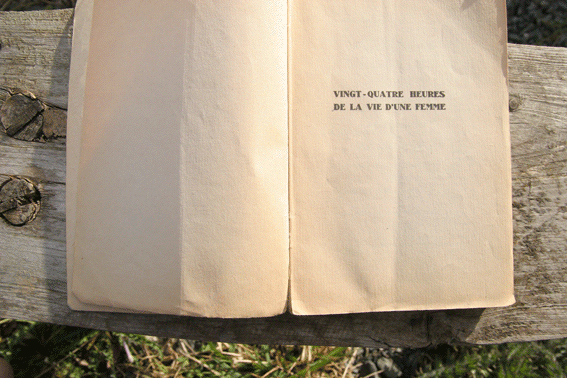 VINGT-QUATRE HEURES
DE LA VIE D'UNE FEMME